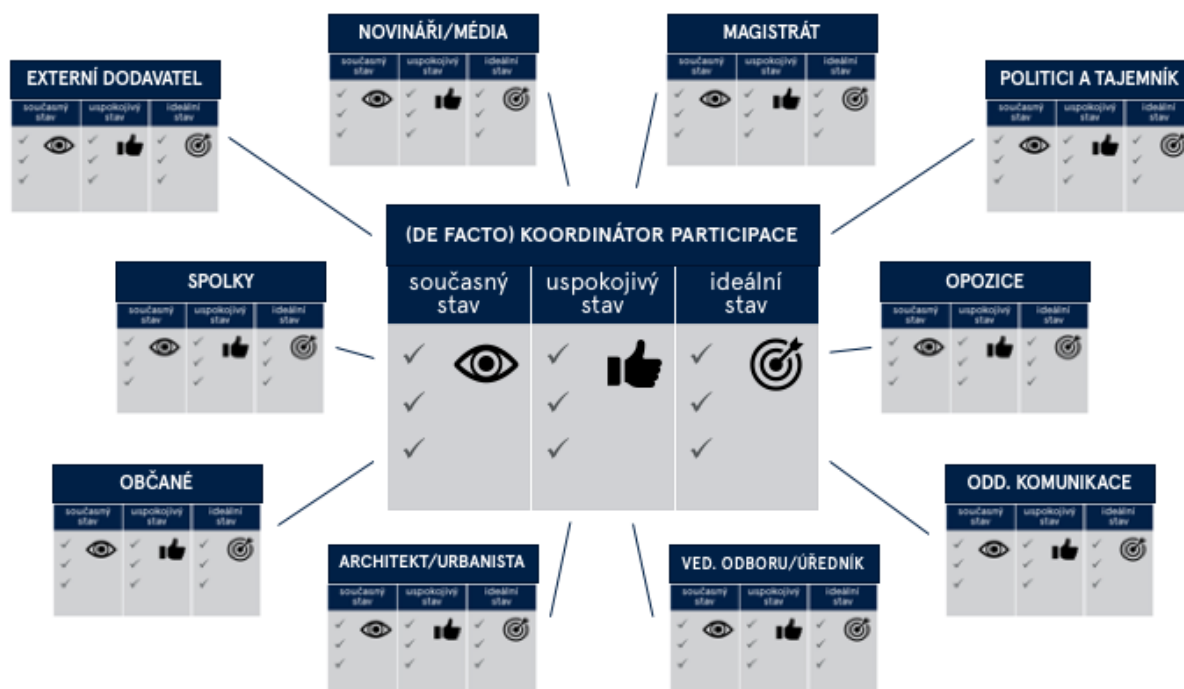 NOVINÁŘI/MÉDIA
současný stav
uspokojivý stav
ideální stav
MAGISTRÁT
současný stav
uspokojivý stav
ideální stav
EXTERNÍ DODAVATEL
současný stav
uspokojivý stav
ideální stav
POLITICI A TAJEMNÍK
současný stav
uspokojivý stav
ideální stav
(DE FACTO) KOORDINÁTOR PARTICIPACE
současný stav
uspokojivý stav
ideální stav
SPOLKY
současný stav
uspokojivý stav
ideální stav
OPOZICE
současný stav
uspokojivý stav
ideální stav
OBČANÉ
současný stav
uspokojivý stav
ideální stav
ODD. KOMUNIKACE
současný stav
uspokojivý stav
ideální stav
ARCHITEKT/URBANISTA
současný stav
uspokojivý stav
ideální stav
VED. ODBORU/ÚŘEDNÍK
současný stav
uspokojivý stav
ideální stav